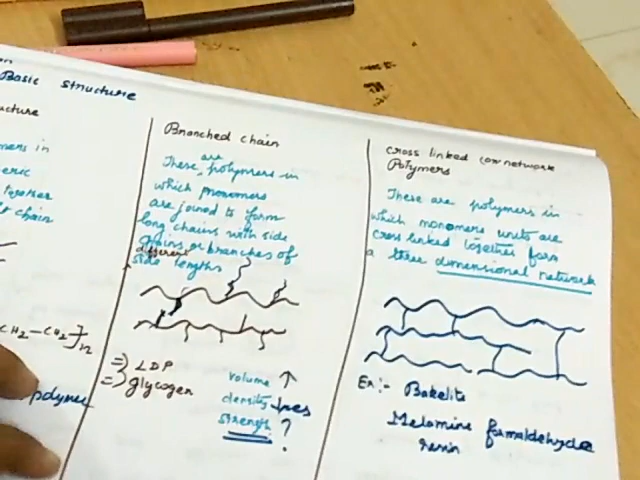 Basic structure
ucture
mers in
eric
together
t chain
CH2-CH2]n
polymer
Branched chain
These are polymers in
which monomers
are joined to form
long chains with side
chains or branches of
different
side lengths
=) LDP
=) glycogen
volume ↑
density ↓res
strength ?
Cross linked (or network
Polymers
These are polymers in
which monomers units are
cross linked together form
a three dimensional network
Ex:- Bakelite
Melamine formaldehyde
resin